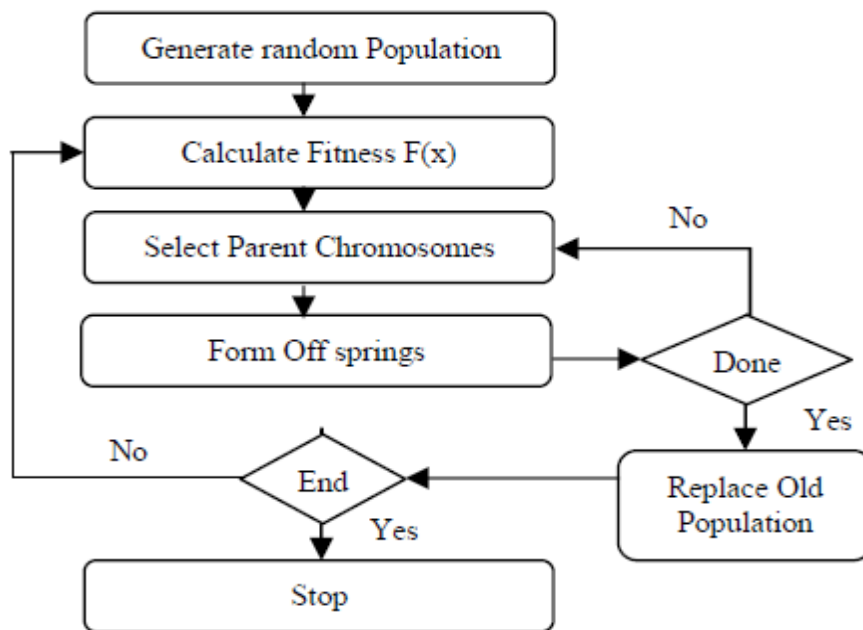 Generate random Population
Calculate Fitness F(x)
Select Parent Chromosomes
No
Form Off springs
Done
Yes
Replace Old
Population
End
No
Yes
Stop